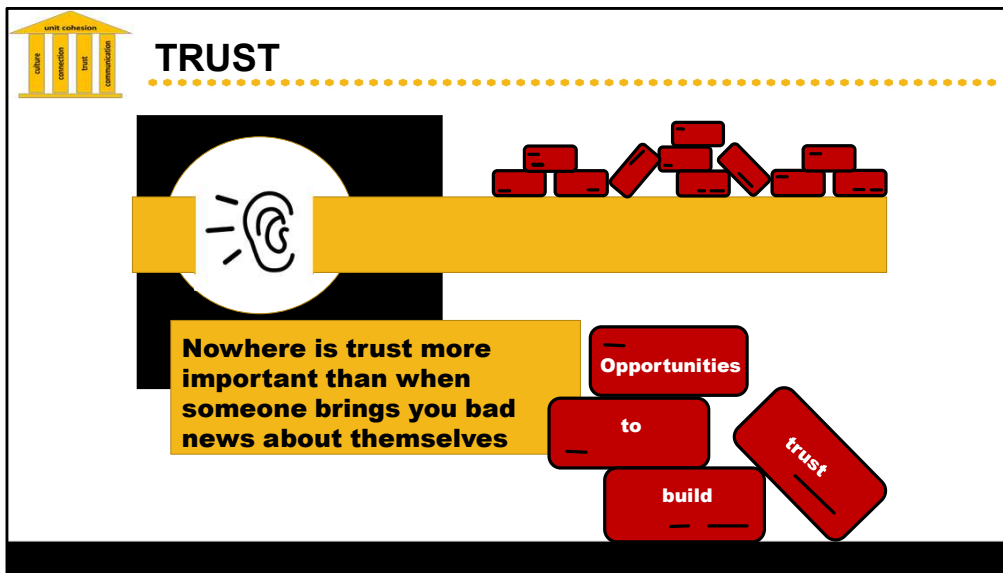 unit cohesion
culture
connection
trust
communication
TRUST
Nowhere is trust more
important than when
someone brings you bad
news about themselves
Opportunities
to
build
trust